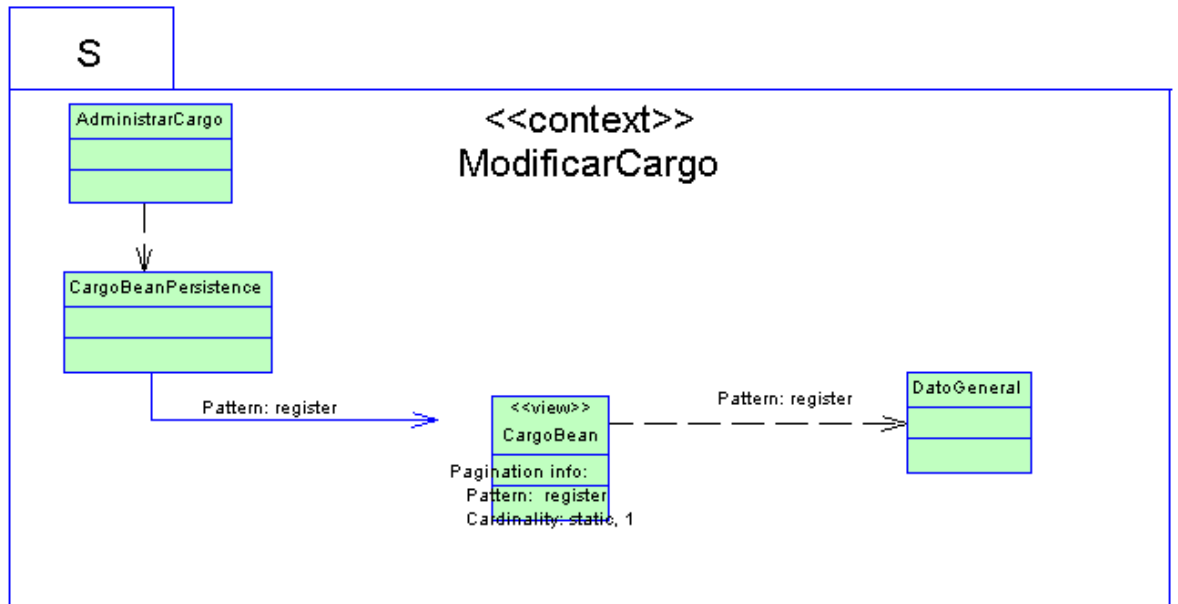 S
<<context>>
ModificarCargo
AdministrarCargo
CargoBeanPersistence
Pattern: register
<<view>>
CargoBean
Pagination info:
Pattern: register
Cardinality: static, 1
Pattern: register
DatoGeneral